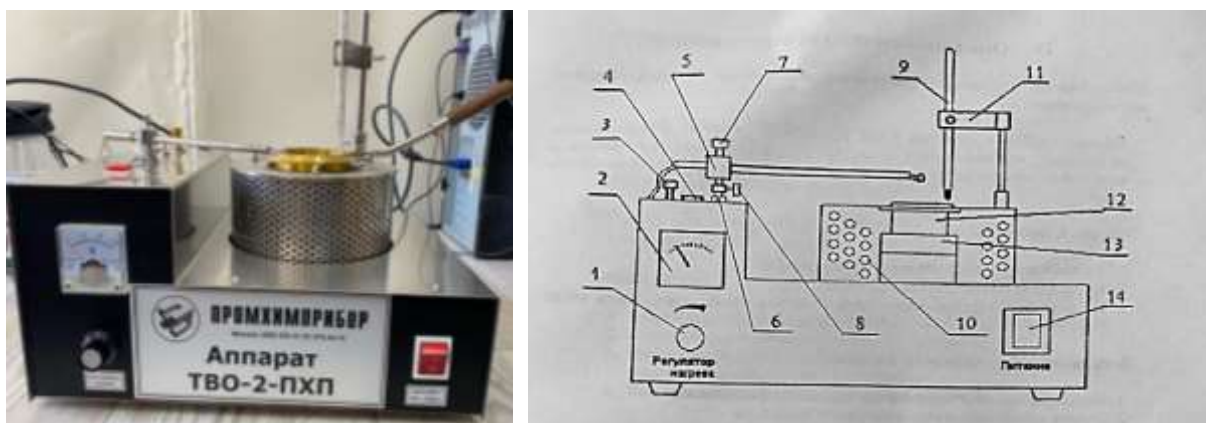 ПРОМХИМПРИБОР
Аппарат
ТВО-2-ПХП
4
5
7
9
11
3
2
12
13
1
6
8
10
14
Регулятор
нагрева
Питание